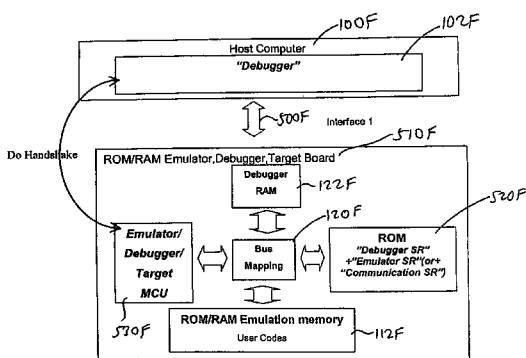 100F
102F
Host Computer
"Debugger"
500F
Interface 1
Do Handshake
510F
ROM/RAM Emulator,Debugger,Target Board
Debugger
RAM
122F
120F
520F
Emulator/
Debugger/
Target
MCU
Bus
Mapping
ROM
"Debugger SR"
+"Emulator SR"(or+
"Communication SR")
530F
ROM/RAM Emulation memory
User Codes
112F